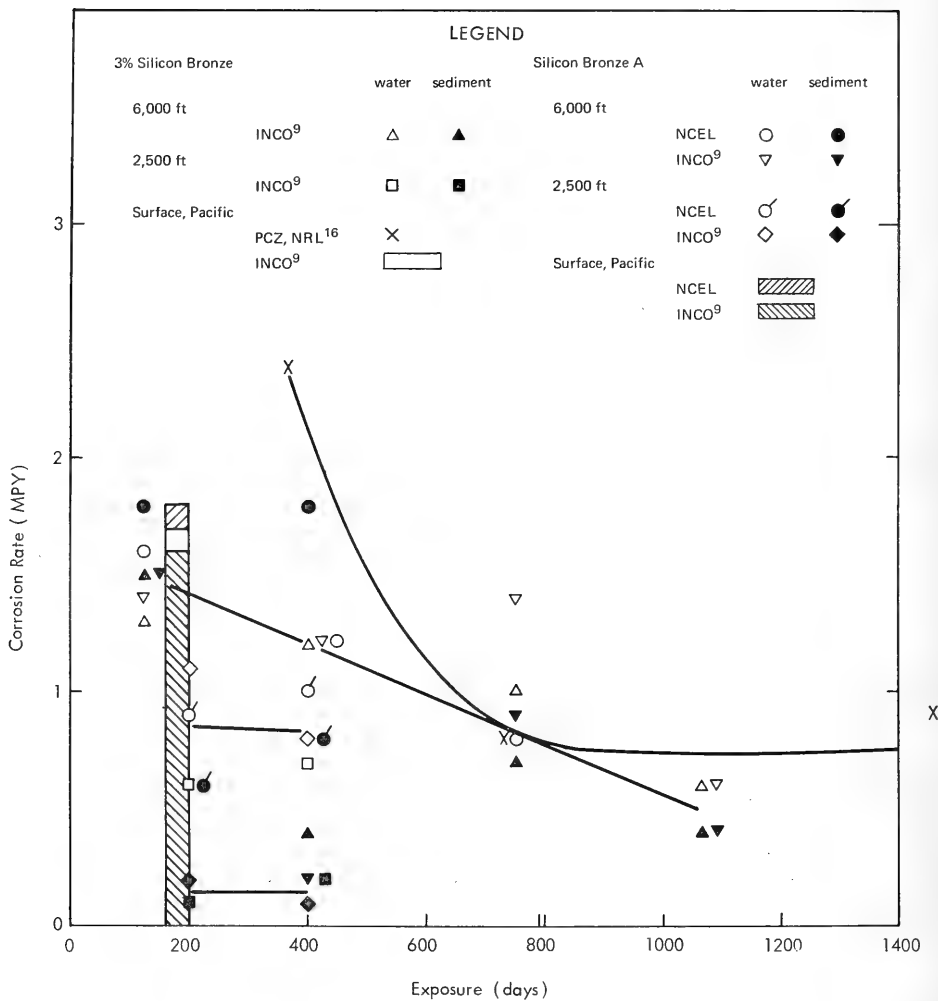 LEGEND
3% Silicon Bronze
water sediment
6,000 ft
INCO9
2,500 ft
INCO9
Surface, Pacific
PCZ, NRL16
INCO9
Silicon Bronze A
water sediment
6,000 ft
NCEL
INCO9
2,500 ft
NCEL
INCO9
Surface, Pacific
NCEL
INCO9
3
2
1
0
Corrosion Rate (MPY)
0 200 400 600 800 1000 1200 1400
Exposure (days)